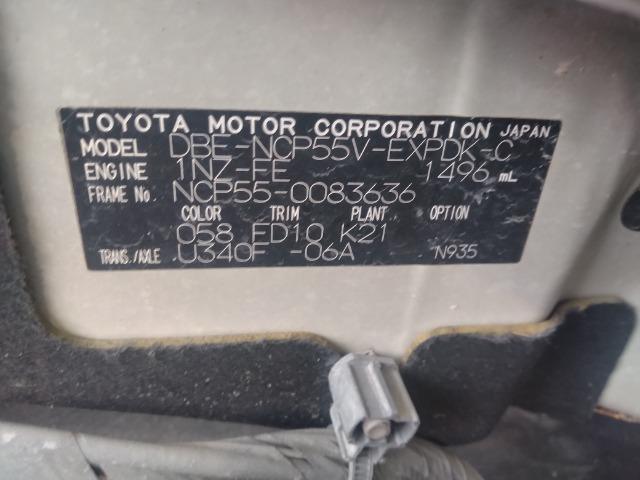 TOYOTA MOTOR CORPORATION JAPAN
MODEL DBE-NCP55V-EXPDK-C
ENGINE 1NZ-FE 1496 mL
FRAME NO. NCP55-0083636
COLOR TRIM PLANT OPTION
058 FD10 K21
TRANS./AXLE U340F -06A N935